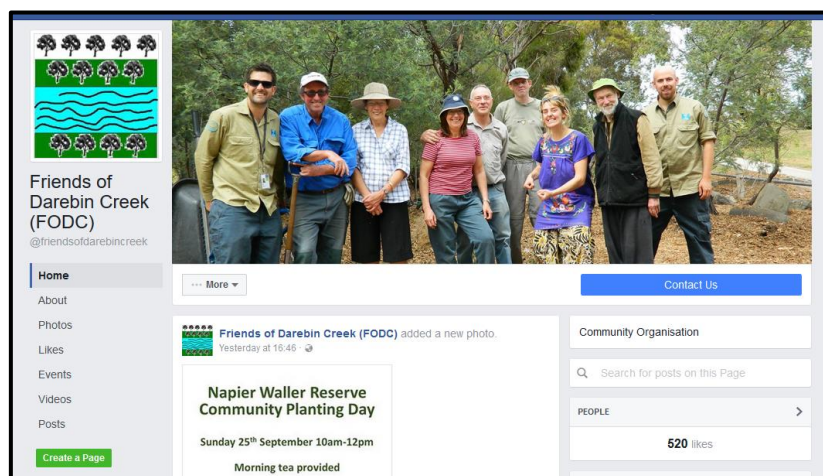 Friends of
Darebin Creek
(FODC)
@friendsofdarebincreek
Home
About
Photos
Likes
Events
Videos
Posts
Create a Page
More
Contact Us
Friends of Darebin Creek (FODC) added a new photo.
Yesterday at 16:46 ·
Napier Waller Reserve
Community Planting Day
Sunday 25th September 10am-12pm
Morning tea provided
Community Organisation
Search for posts on this Page
PEOPLE
520 likes